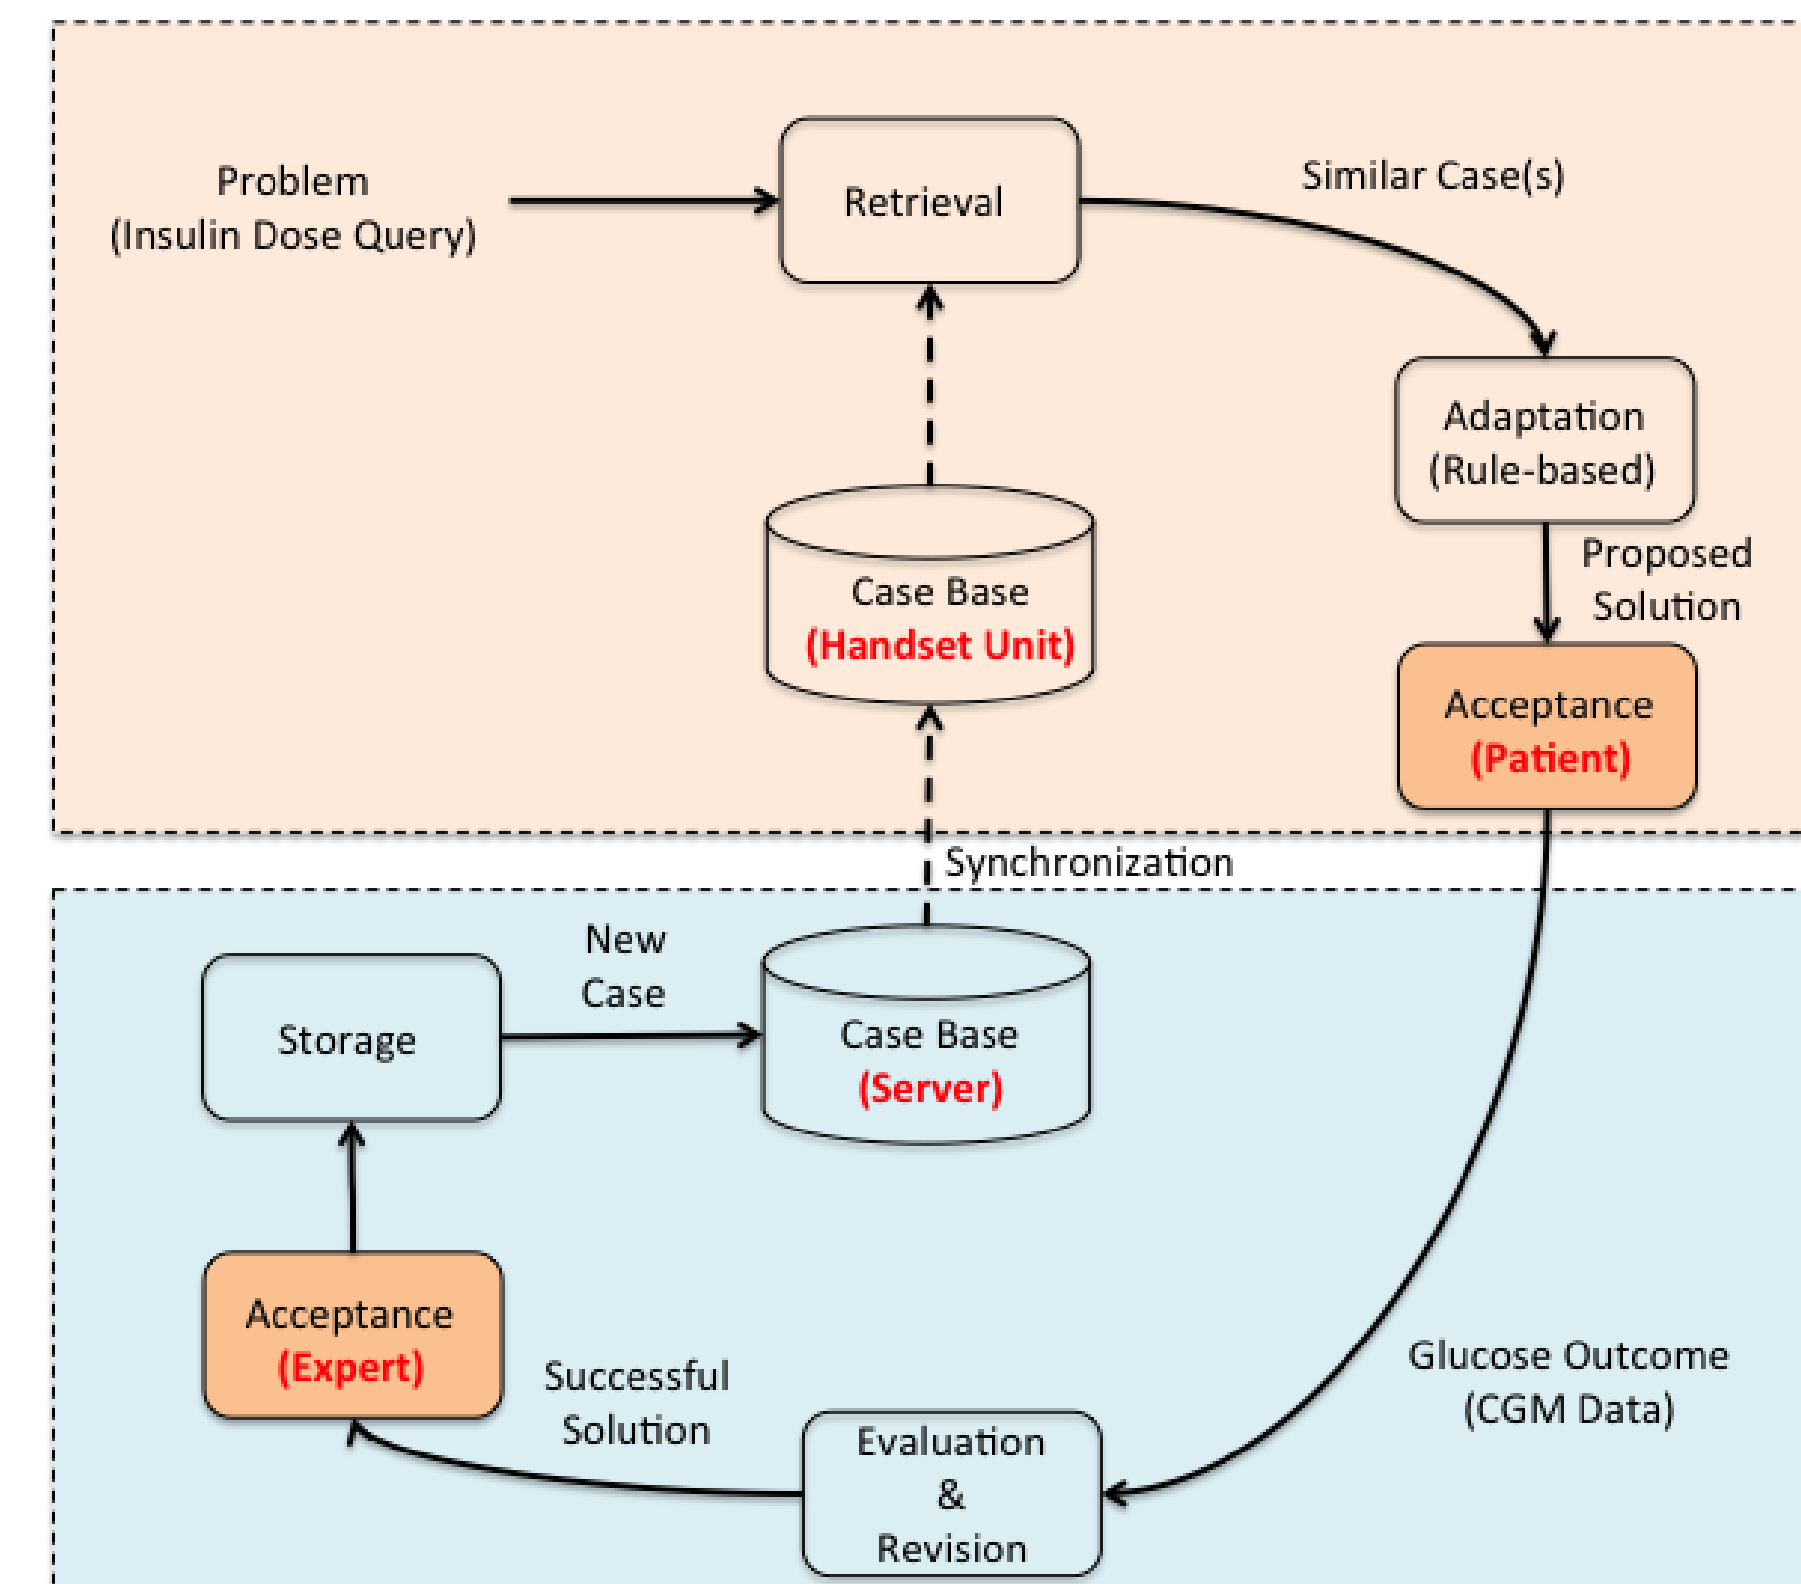 Problem
(Insulin Dose Query)
Retrieval
Similar Case(s)
Adaptation
(Rule-based)
Proposed
Solution
Case Base
(Handset Unit)
Acceptance
(Patient)
Synchronization
New
Case
Storage
Case Base
(Server)
Acceptance
(Expert)
Successful
Solution
Glucose Outcome
(CGM Data)
Evaluation
&
Revision